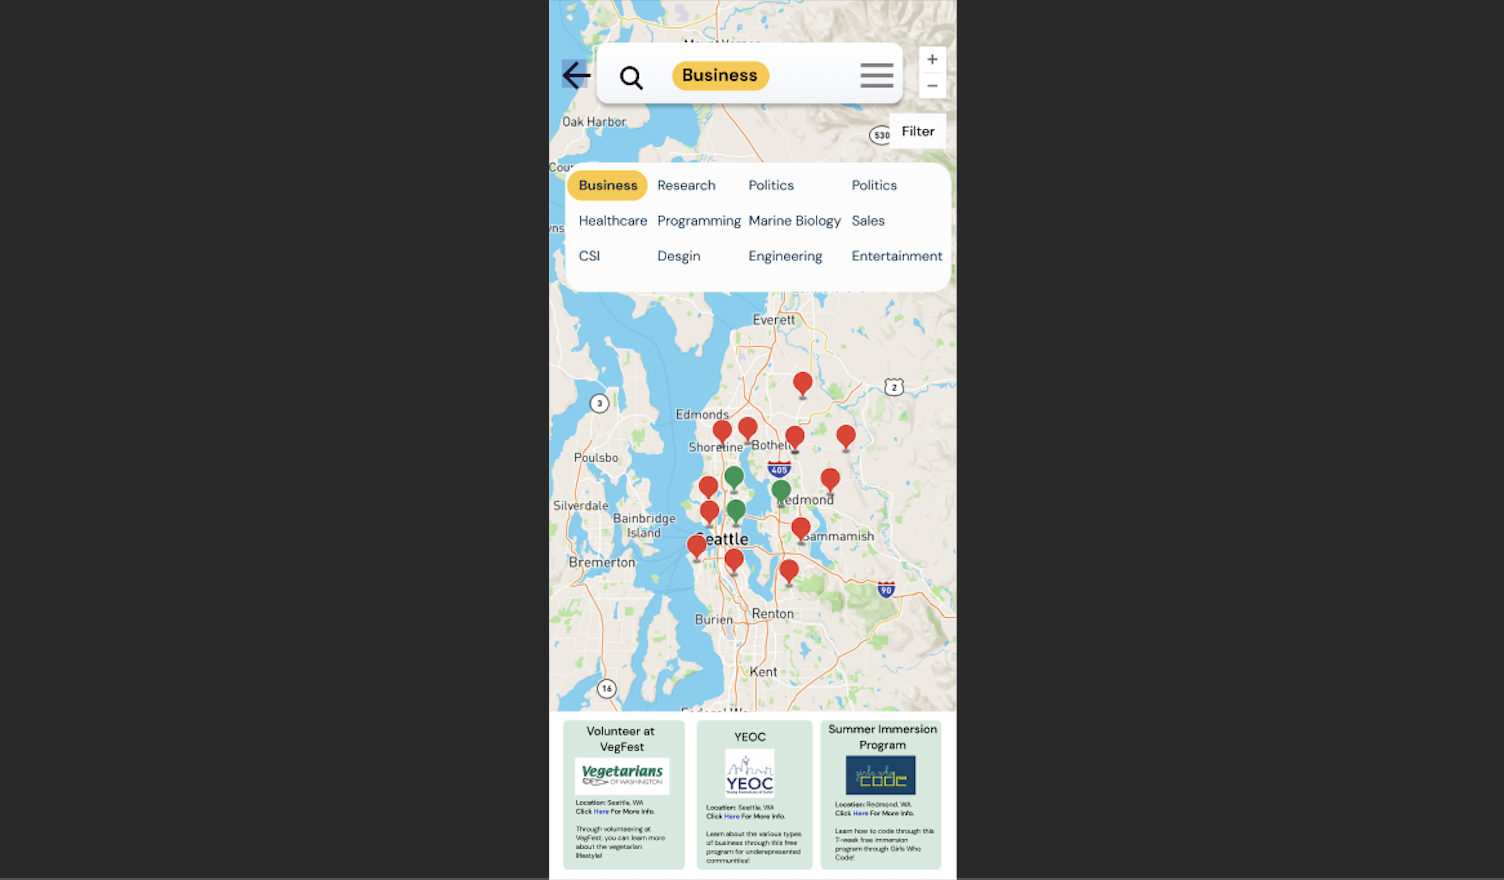 Business
+
−
Oak Harbor
530
Filter
Business Research Politics Politics
Healthcare Programming Marine Biology Sales
CSI Desgin Engineering Entertainment
Everett
2
3
Edmonds
Shoreline Bothell
Poulsbo
405
Redmond
Silverdale
Bainbridge
Island
Seattle
Sammamish
Bremerton
90
Burien
Renton
Kent
16
Volunteer at
VegFest
Vegetarians
OF WASHINGTON
Location: Seattle, WA
Click Here For More Info.
Through volunteering at
VegFest, you can learn more
about the vegetarian
lifestyle!
YEOC
YEOC
Location: Seattle, WA
Click Here For More Info.
Learn about the various types
of business through this free
program for underepresented
communities!
Summer Immersion
Program
girls who
code
Location: Redmond, WA
Click Here For More Info.
Learn how to code through this
7-week free immersion
program through Girls Who
Code!